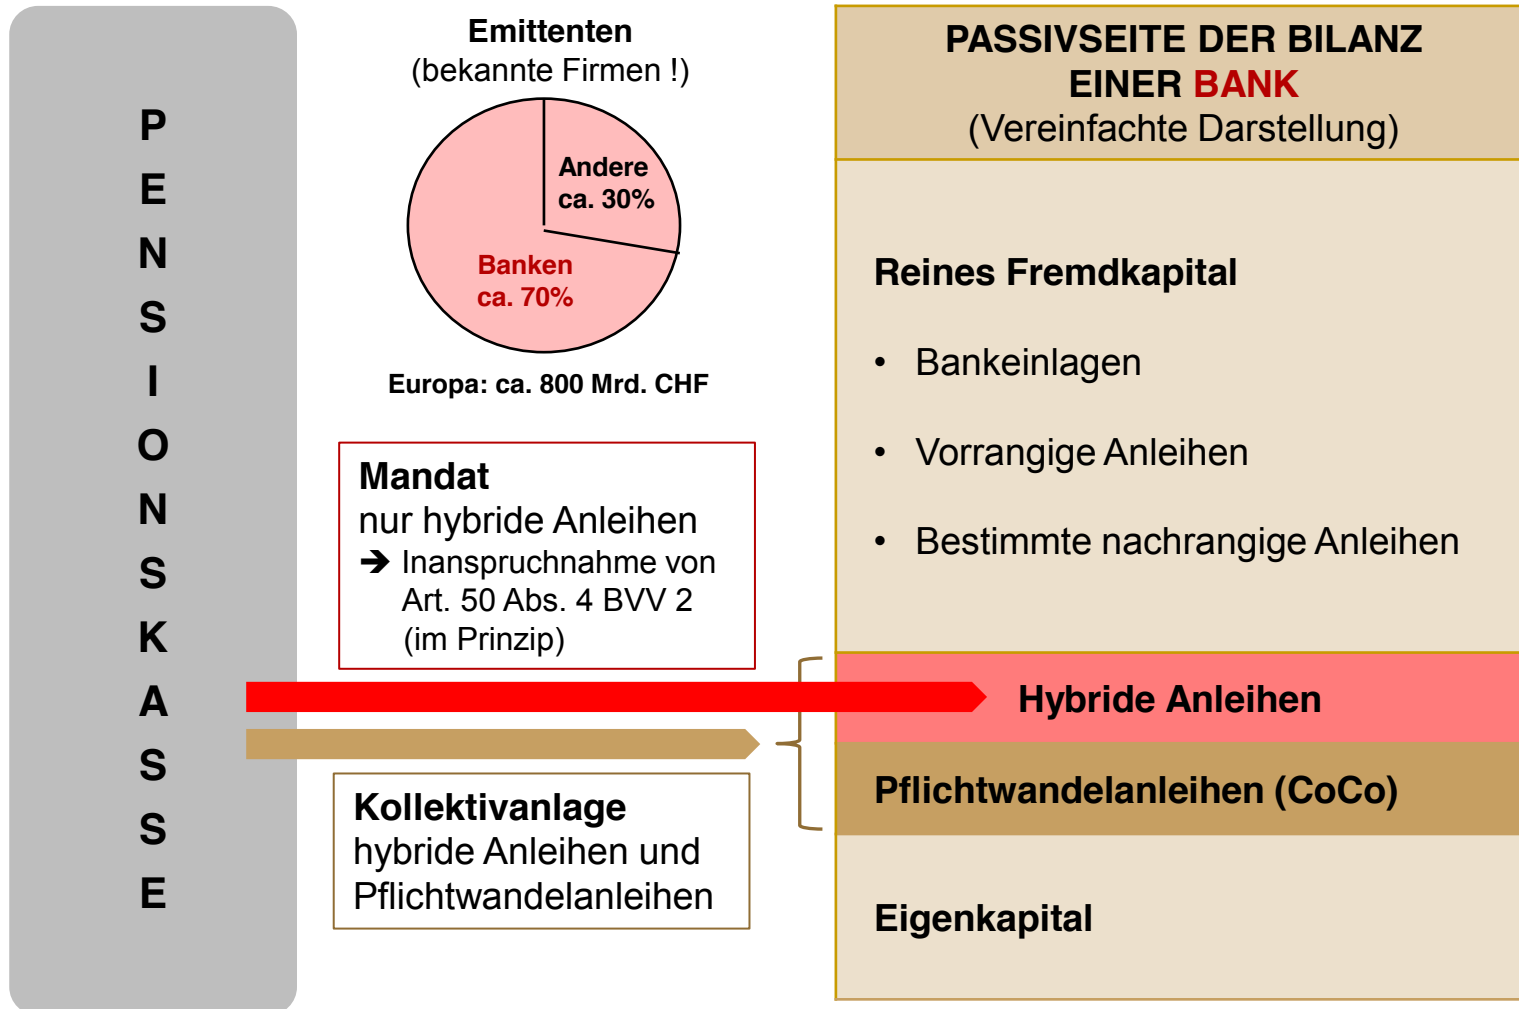 P
E
N
S
I
O
N
S
K
A
S
S
E
Emittenten
(bekannte Firmen !)
Andere
ca. 30%
Banken
ca. 70%
Europa: ca. 800 Mrd. CHF
Mandat
nur hybride Anleihen
➔ Inanspruchnahme von
Art. 50 Abs. 4 BVV 2
(im Prinzip)
Kollektivanlage
hybride Anleihen und
Pflichtwandelanleihen
PASSIVSEITE DER BILANZ
EINER BANK
(Vereinfachte Darstellung)
Reines Fremdkapital
• Bankeinlagen
• Vorrangige Anleihen
• Bestimmte nachrangige Anleihen
Hybride Anleihen
Pflichtwandelanleihen (CoCo)
Eigenkapital